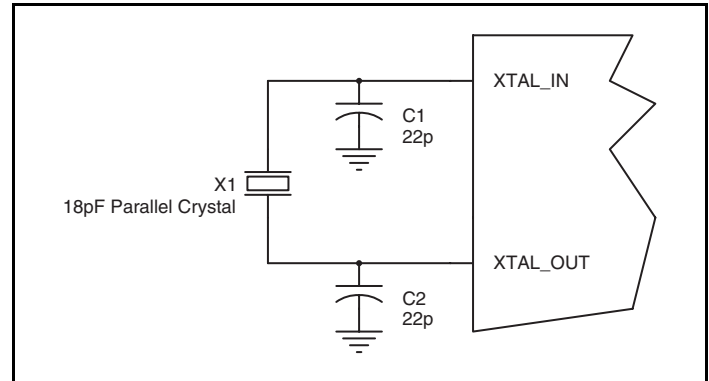 XTAL_IN
C1
22p
X1
18pF Parallel Crystal
XTAL_OUT
C2
22p